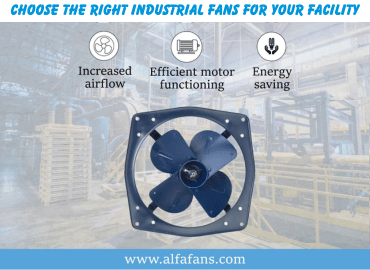 CHOOSE THE RIGHT INDUSTRIAL FANS FOR YOUR FACILITY
Increased
airflow
Efficient motor
functioning
Energy
saving
www.alfafans.com